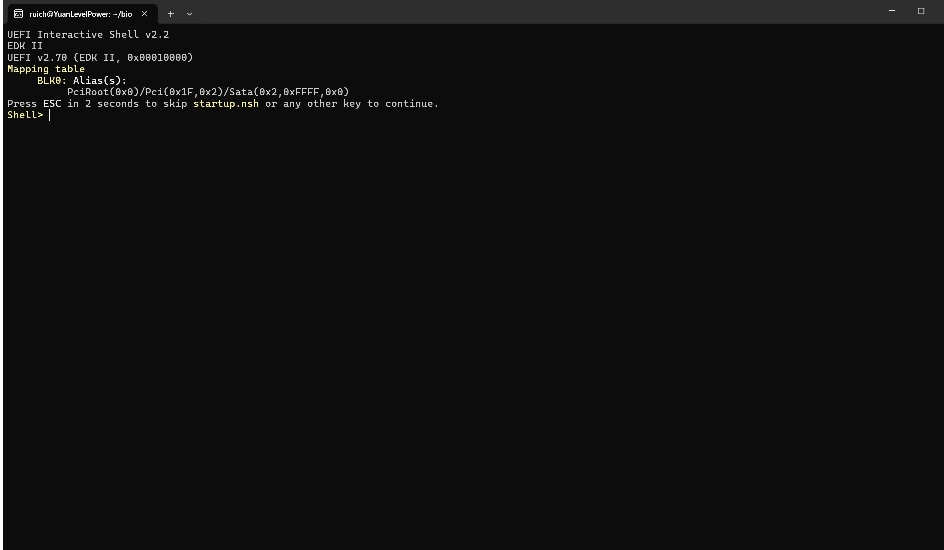 ruich@YuanLevelPower: ~/bio
UEFI Interactive Shell v2.2
EDK II
UEFI v2.70 (EDK II, 0x00010000)
Mapping table
BLK0: Alias(s):
PciRoot(0x0)/Pci(0x1F,0x2)/Sata(0x2,0xFFFF,0x0)
Press ESC in 2 seconds to skip startup.nsh or any other key to continue.
Shell>